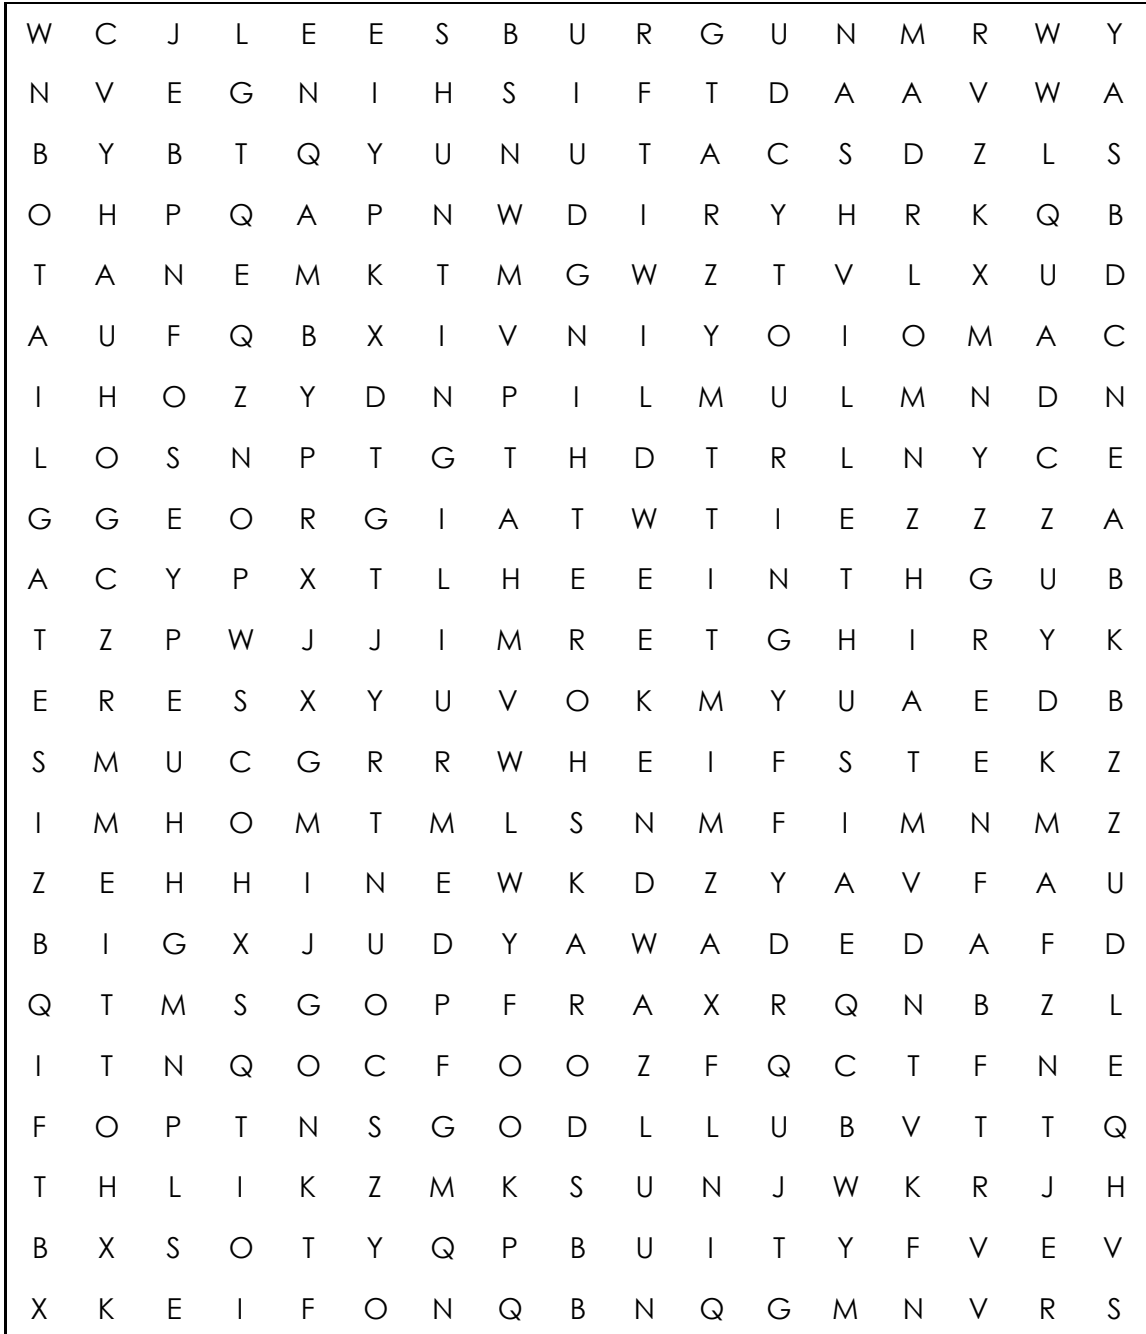 W C J L E E S B U R G U N M R W Y
N V E G N I H S I F T D A A V W A
B Y B T Q Y U N U T A C S D Z L S
O H P Q A P N W D I R Y H R K Q B
T A N E M K T M G W Z T V L X U D
A U F Q B X I V N I Y O I O M A C
I H O Z Y D N P I L M U L M N D N
L O S N P T G T H D T R L N Y C E
G G E O R G I A T W T I E Z Z Z A
A C Y P X T L H E E I N T H G U B
T Z P W J J I M R E T G H I R Y K
E R E S X Y U V O K M Y U A E D B
S M U C G R R W H E I F S T E K Z
I M H O M T M L S N M F I M N M Z
Z E H H I N E W K D Z Y A V F A U
B I G X J U D Y A W A D E D A F D
Q T M S G O P F R A X R Q N B Z L
I T N Q O C F O O Z F Q C T F N E
F O P T N S G O D L L U B V T T Q
T H L I K Z M K S U N J W K R J H
B X S O T Y Q P B U I T Y F V E V
X K E I F O N Q B N Q G M N V R S